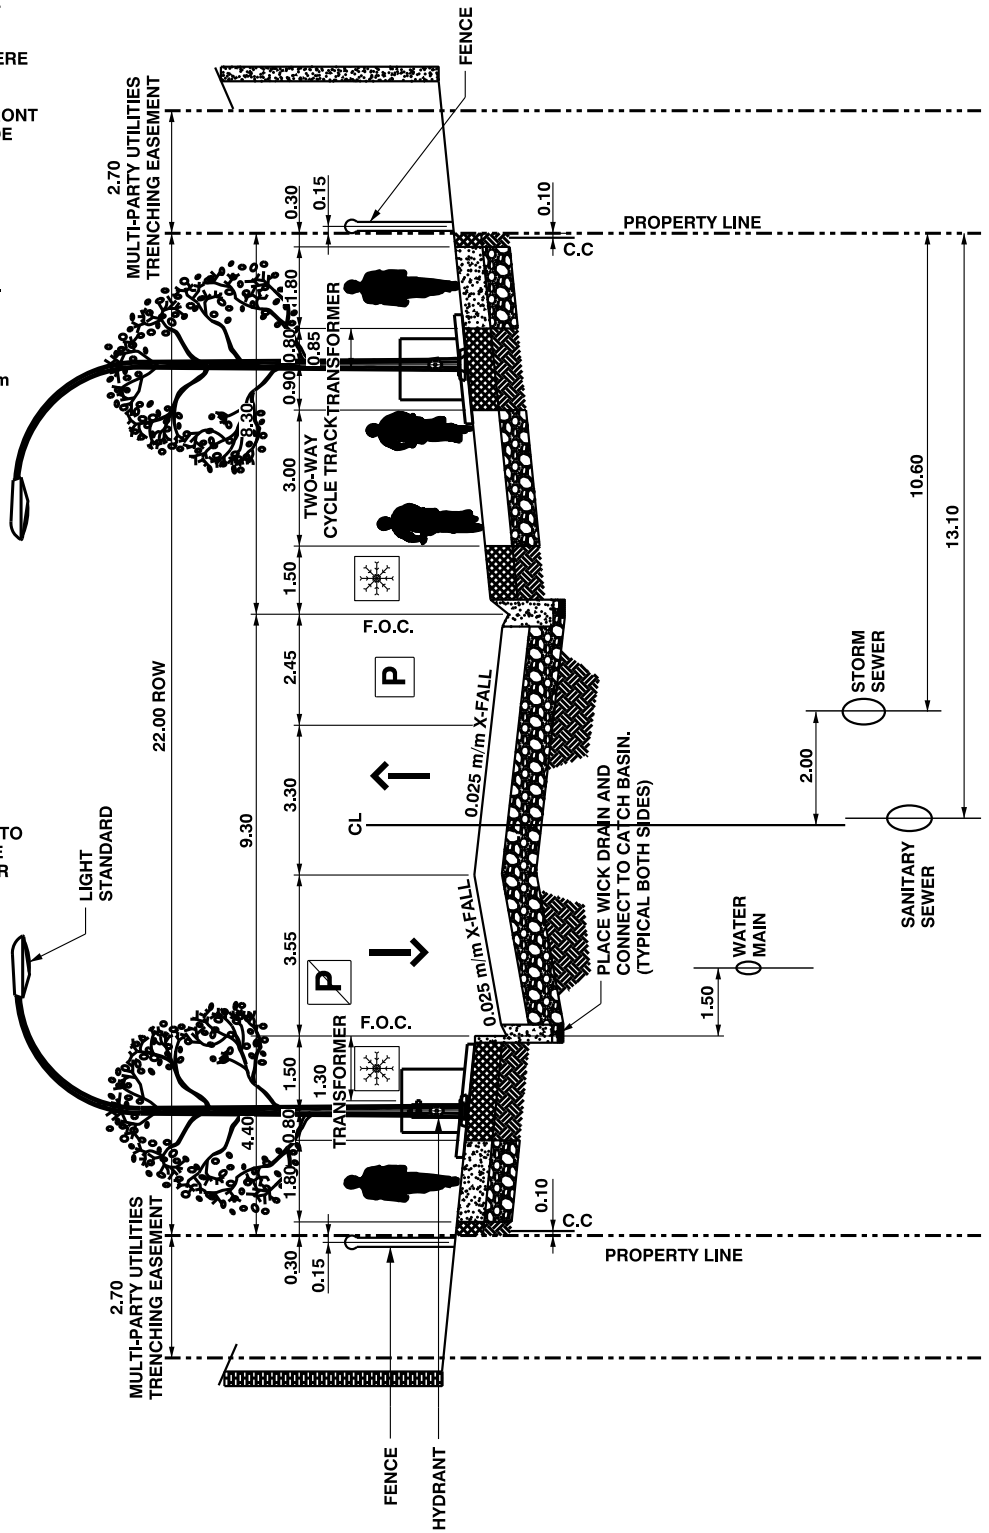 ERE
ONT
DE
m
TO
R
LIGHT
STANDARD
2.70
MULTI-PARTY UTILITIES
TRENCHING EASEMENT
22.00 ROW
2.70
MULTI-PARTY UTILITIES
TRENCHING EASEMENT
4.40
9.30
8.30
0.30
1.80
0.80
1.50
3.55
3.30
2.45
1.50
3.00
0.90
0.80
1.80
0.30
0.15
1.30
TRANSFORMER
TWO-WAY
CYCLE TRACK
0.85
TRANSFORMER
0.15
P
P
F.O.C.
CL
F.O.C.
FENCE
HYDRANT
FENCE
0.025 m/m X-FALL
0.025 m/m X-FALL
0.10
C.C
0.10
C.C
PROPERTY LINE
PROPERTY LINE
PLACE WICK DRAIN AND
CONNECT TO CATCH BASIN.
(TYPICAL BOTH SIDES)
1.50
WATER
MAIN
2.00
STORM
SEWER
SANITARY
SEWER
10.60
13.10